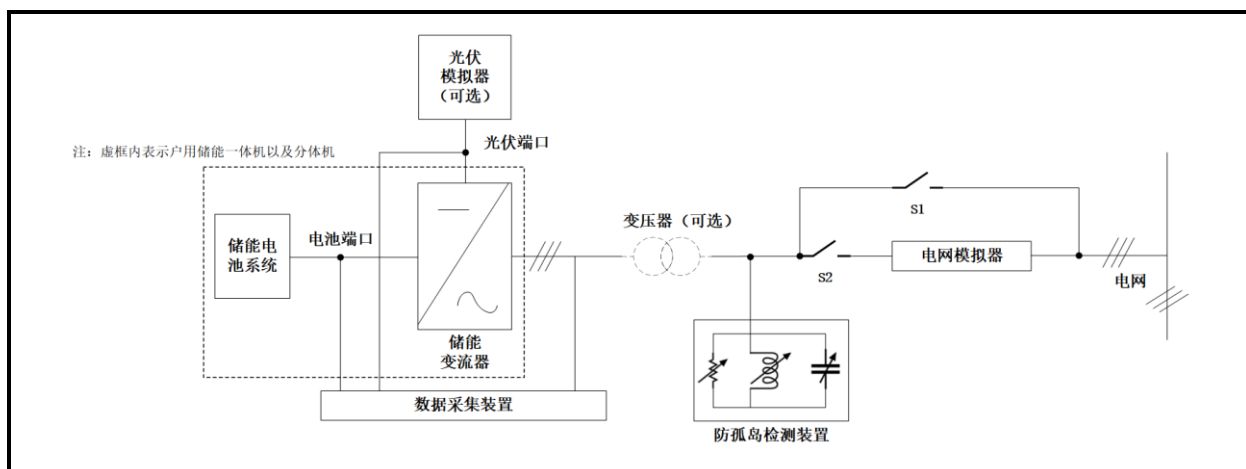 光伏
模拟器
（可选）
光伏端口
注：虚框内表示户用储能一体机以及分体机
储能电
池系统
电池端口
储能
变流器
数据采集装置
变压器（可选）
S1
S2
电网模拟器
电网
防孤岛检测装置